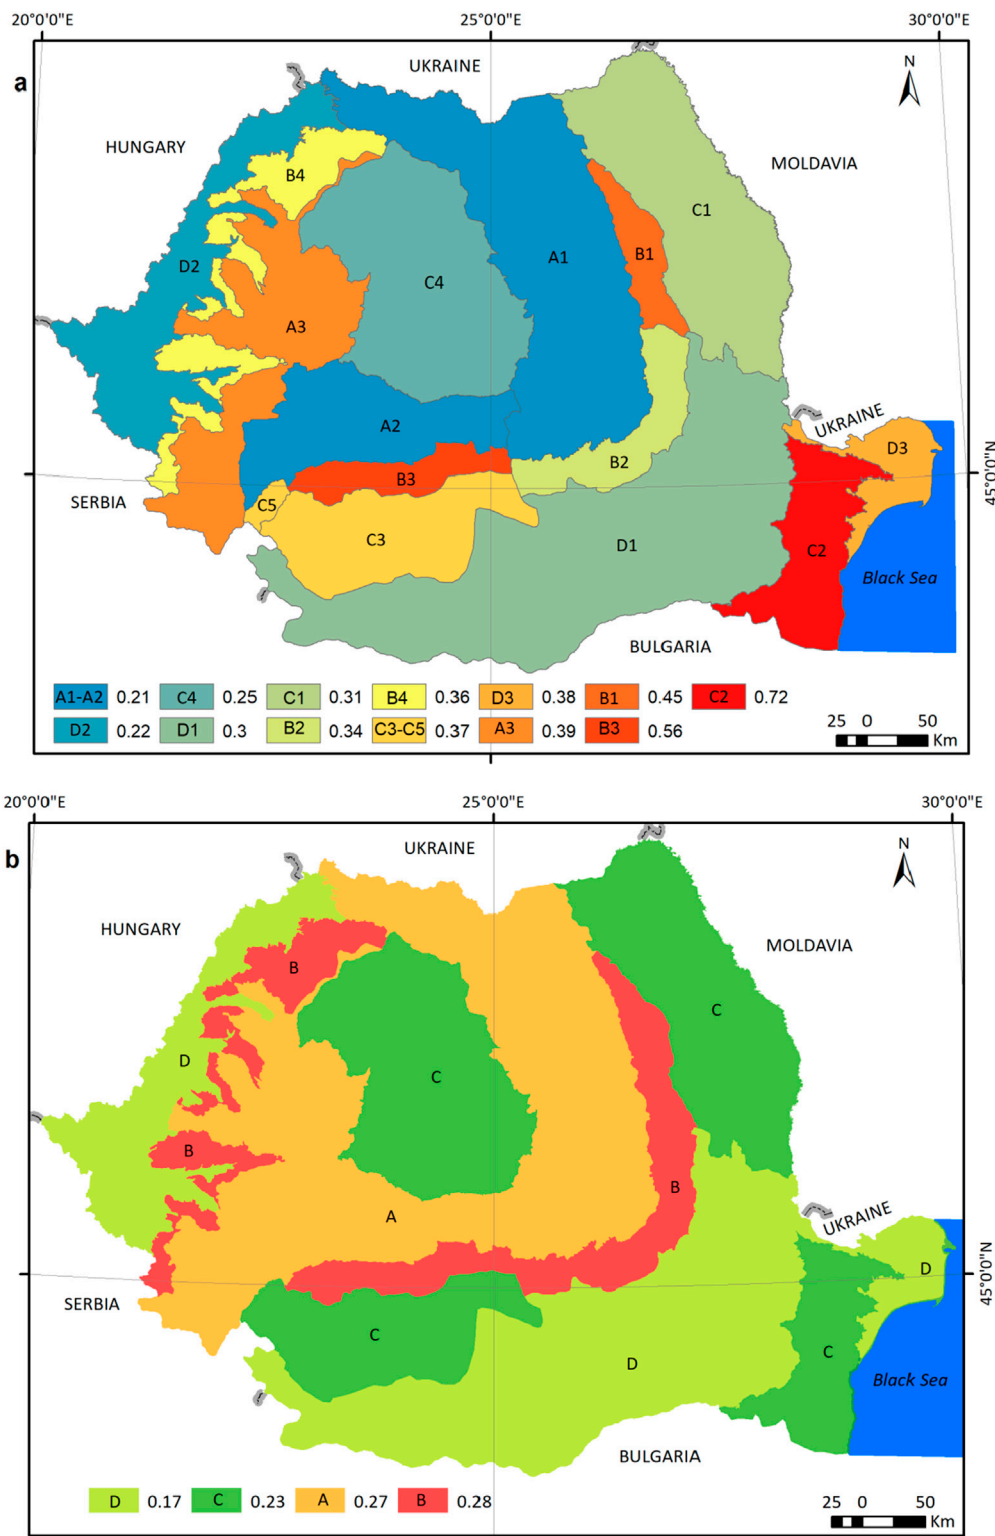 20°0'0"E 25°0'0"E 30°0'0"E
a
UKRAINE
N
HUNGARY
MOLDAVIA
B4
C1
D2
A1
B1
C4
A3
A2
UKRAINE
D3
B2
B3
SERBIA
C5
45°0'0"N
C3
D1
C2
Black Sea
BULGARIA
A1-A2 0.21 C4 0.25 C1 0.31 B4 0.36 D3 0.38 B1 0.45 C2 0.72
D2 0.22 D1 0.3 B2 0.34 C3-C5 0.37 A3 0.39 B3 0.56
25 0 50
Km
20°0'0"E 25°0'0"E 30°0'0"E
b
UKRAINE
N
HUNGARY
MOLDAVIA
B
C
D
C
B
B
A
UKRAINE
D
SERBIA
45°0'0"N
C
C
D
Black Sea
BULGARIA
D 0.17 C 0.23 A 0.27 B 0.28
25 0 50
Km